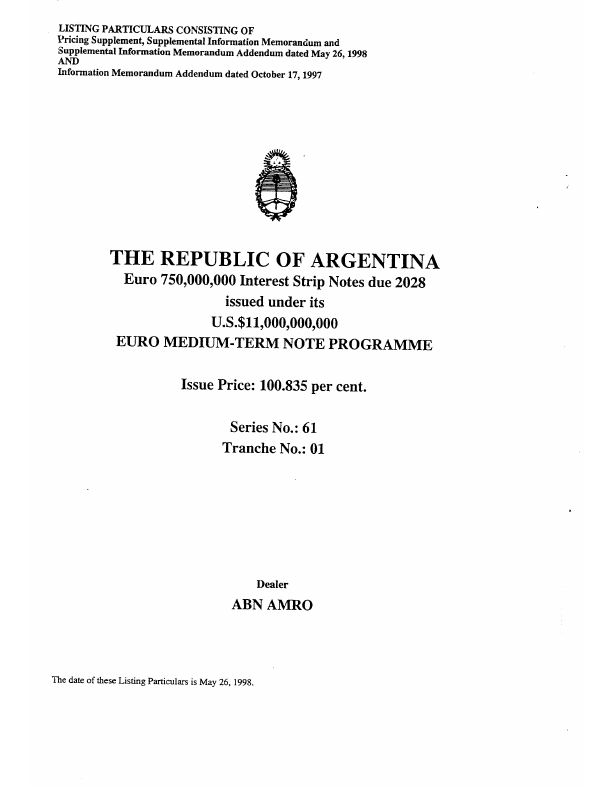 LISTING PARTICULARS CONSISTING OF
Pricing Supplement, Supplemental Information Memorandum and
Supplemental Information Memorandum Addendum dated May 26, 1998
AND
Information Memorandum Addendum dated October 17, 1997
THE REPUBLIC OF ARGENTINA
Euro 750,000,000 Interest Strip Notes due 2028
issued under its
U.S.$11,000,000,000
EURO MEDIUM-TERM NOTE PROGRAMME
Issue Price: 100.835 per cent.
Series No.: 61
Tranche No.: 01
Dealer
ABN AMRO
The date of these Listing Particulars is May 26, 1998.